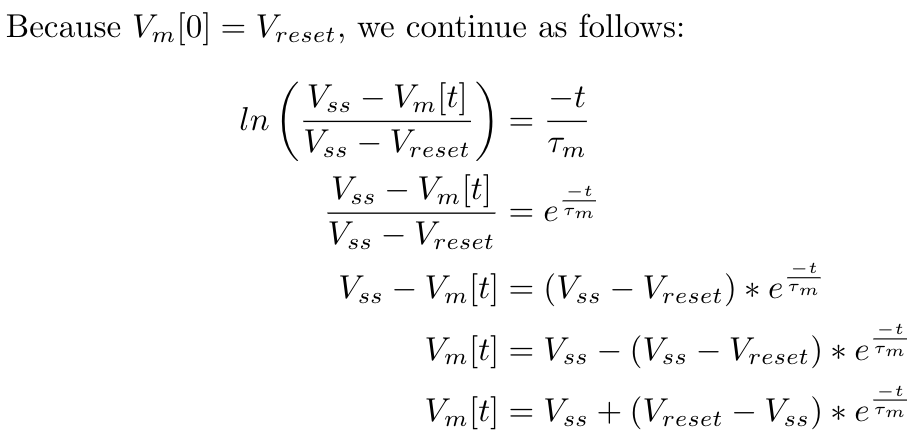 Because $V_m[0] = V_{reset}$, we continue as follows:
$ln\left(\frac{V_{ss} - V_m[t]}{V_{ss} - V_{reset}}\right) = \frac{-t}{\tau_m}$
$\frac{V_{ss} - V_m[t]}{V_{ss} - V_{reset}} = e^{\frac{-t}{\tau_m}}$
$V_{ss} - V_m[t] = (V_{ss} - V_{reset}) * e^{\frac{-t}{\tau_m}}$
$V_m[t] = V_{ss} - (V_{ss} - V_{reset}) * e^{\frac{-t}{\tau_m}}$
$V_m[t] = V_{ss} + (V_{reset} - V_{ss}) * e^{\frac{-t}{\tau_m}}$